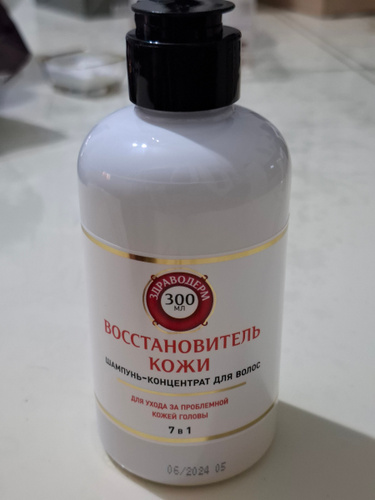 ЗДРАВОДЕРМ
300
МЛ
ВОССТАНОВИТЕЛЬ
КОЖИ
ШАМПУНЬ-КОНЦЕНТРАТ ДЛЯ ВОЛОС
ДЛЯ УХОДА ЗА ПРОБЛЕМНОЙ
КОЖЕЙ ГОЛОВЫ
7 в 1
06/2024 05